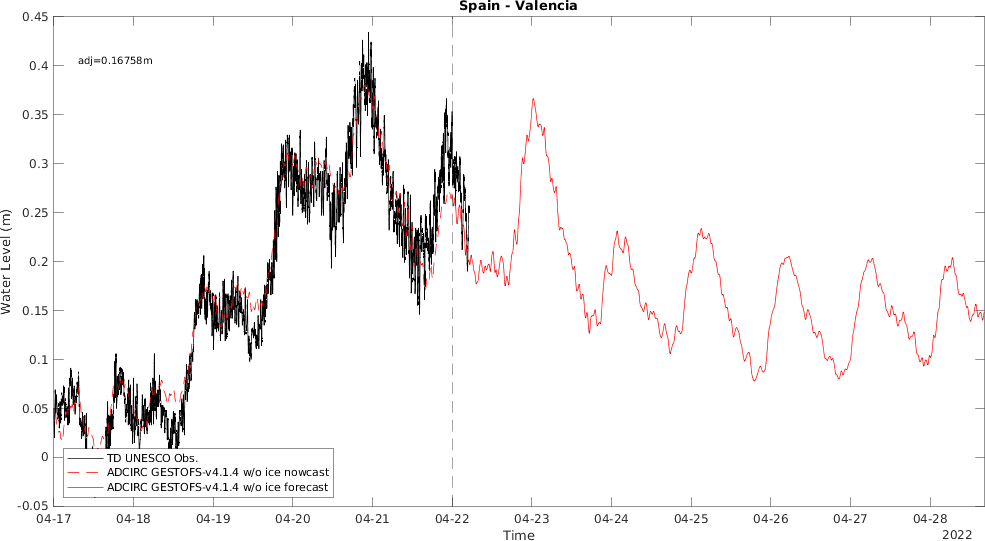 Spain - Valencia
adj=0.16758m
Water Level (m)
0.45
0.4
0.35
0.3
0.25
0.2
0.15
0.1
0.05
0
-0.05
TD UNESCO Obs.
ADCIRC GESTOFS-v4.1.4 w/o ice nowcast
ADCIRC GESTOFS-v4.1.4 w/o ice forecast
04-17 04-18 04-19 04-20 04-21 04-22 04-23 04-24 04-25 04-26 04-27 04-28
Time
2022